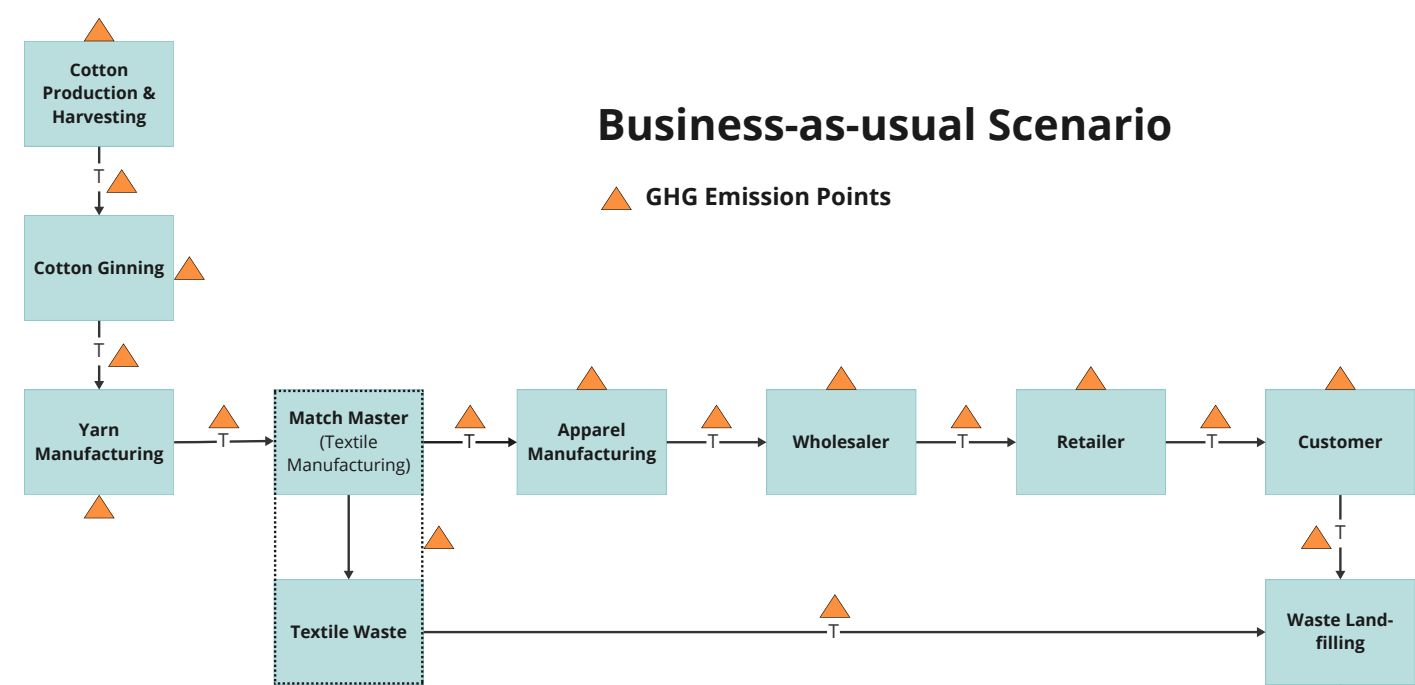 Cotton
Production &
Harvesting
Business-as-usual Scenario
T
GHG Emission Points
Cotton Ginning
T
Yarn
Manufacturing
T
Match Master
(Textile
Manufacturing)
T
Apparel
Manufacturing
T
Wholesaler
T
Retailer
T
Customer
T
Textile Waste
T
Waste Land-
filling